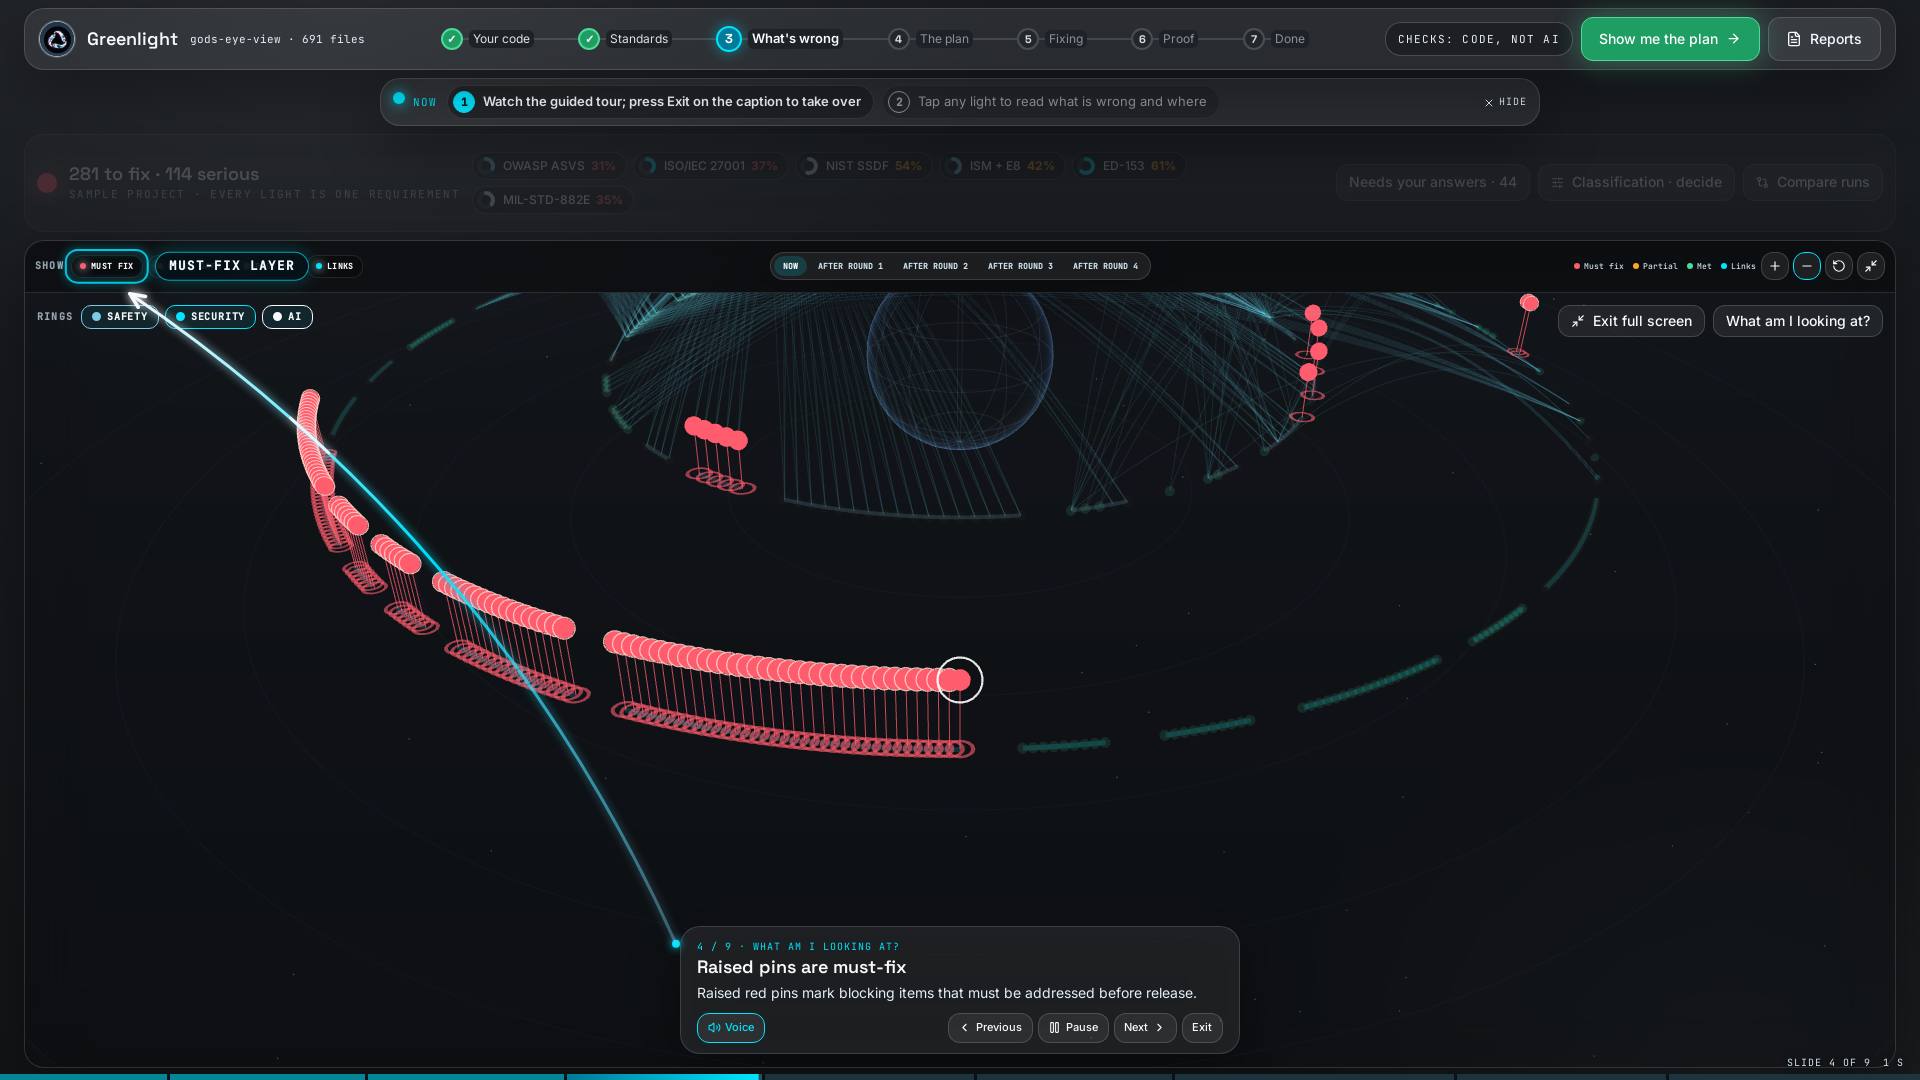 Greenlight gods-eye-view · 691 files
✓ Your code ✓ Standards 3 What's wrong 4 The plan 5 Fixing 6 Proof 7 Done
CHECKS: CODE, NOT AI Show me the plan → Reports
NOW 1 Watch the guided tour; press Exit on the caption to take over 2 Tap any light to read what is wrong and where × HIDE
281 to fix · 114 serious
SAMPLE PROJECT · EVERY LIGHT IS ONE REQUIREMENT
OWASP ASVS 31% ISO/IEC 27001 37% NIST SSDF 54% ISM + E8 42% ED-153 61%
MIL-STD-882E 35%
Needs your answers · 44 Classification · decide Compare runs
SHOW MUST FIX MUST-FIX LAYER LINKS
NOW AFTER ROUND 1 AFTER ROUND 2 AFTER ROUND 3 AFTER ROUND 4
Must fix Partial Met Links
RINGS SAFETY SECURITY AI
Exit full screen What am I looking at?
4 / 9 · WHAT AM I LOOKING AT?
Raised pins are must-fix
Raised red pins mark blocking items that must be addressed before release.
Voice Previous Pause Next Exit
SLIDE 4 OF 9 1 S